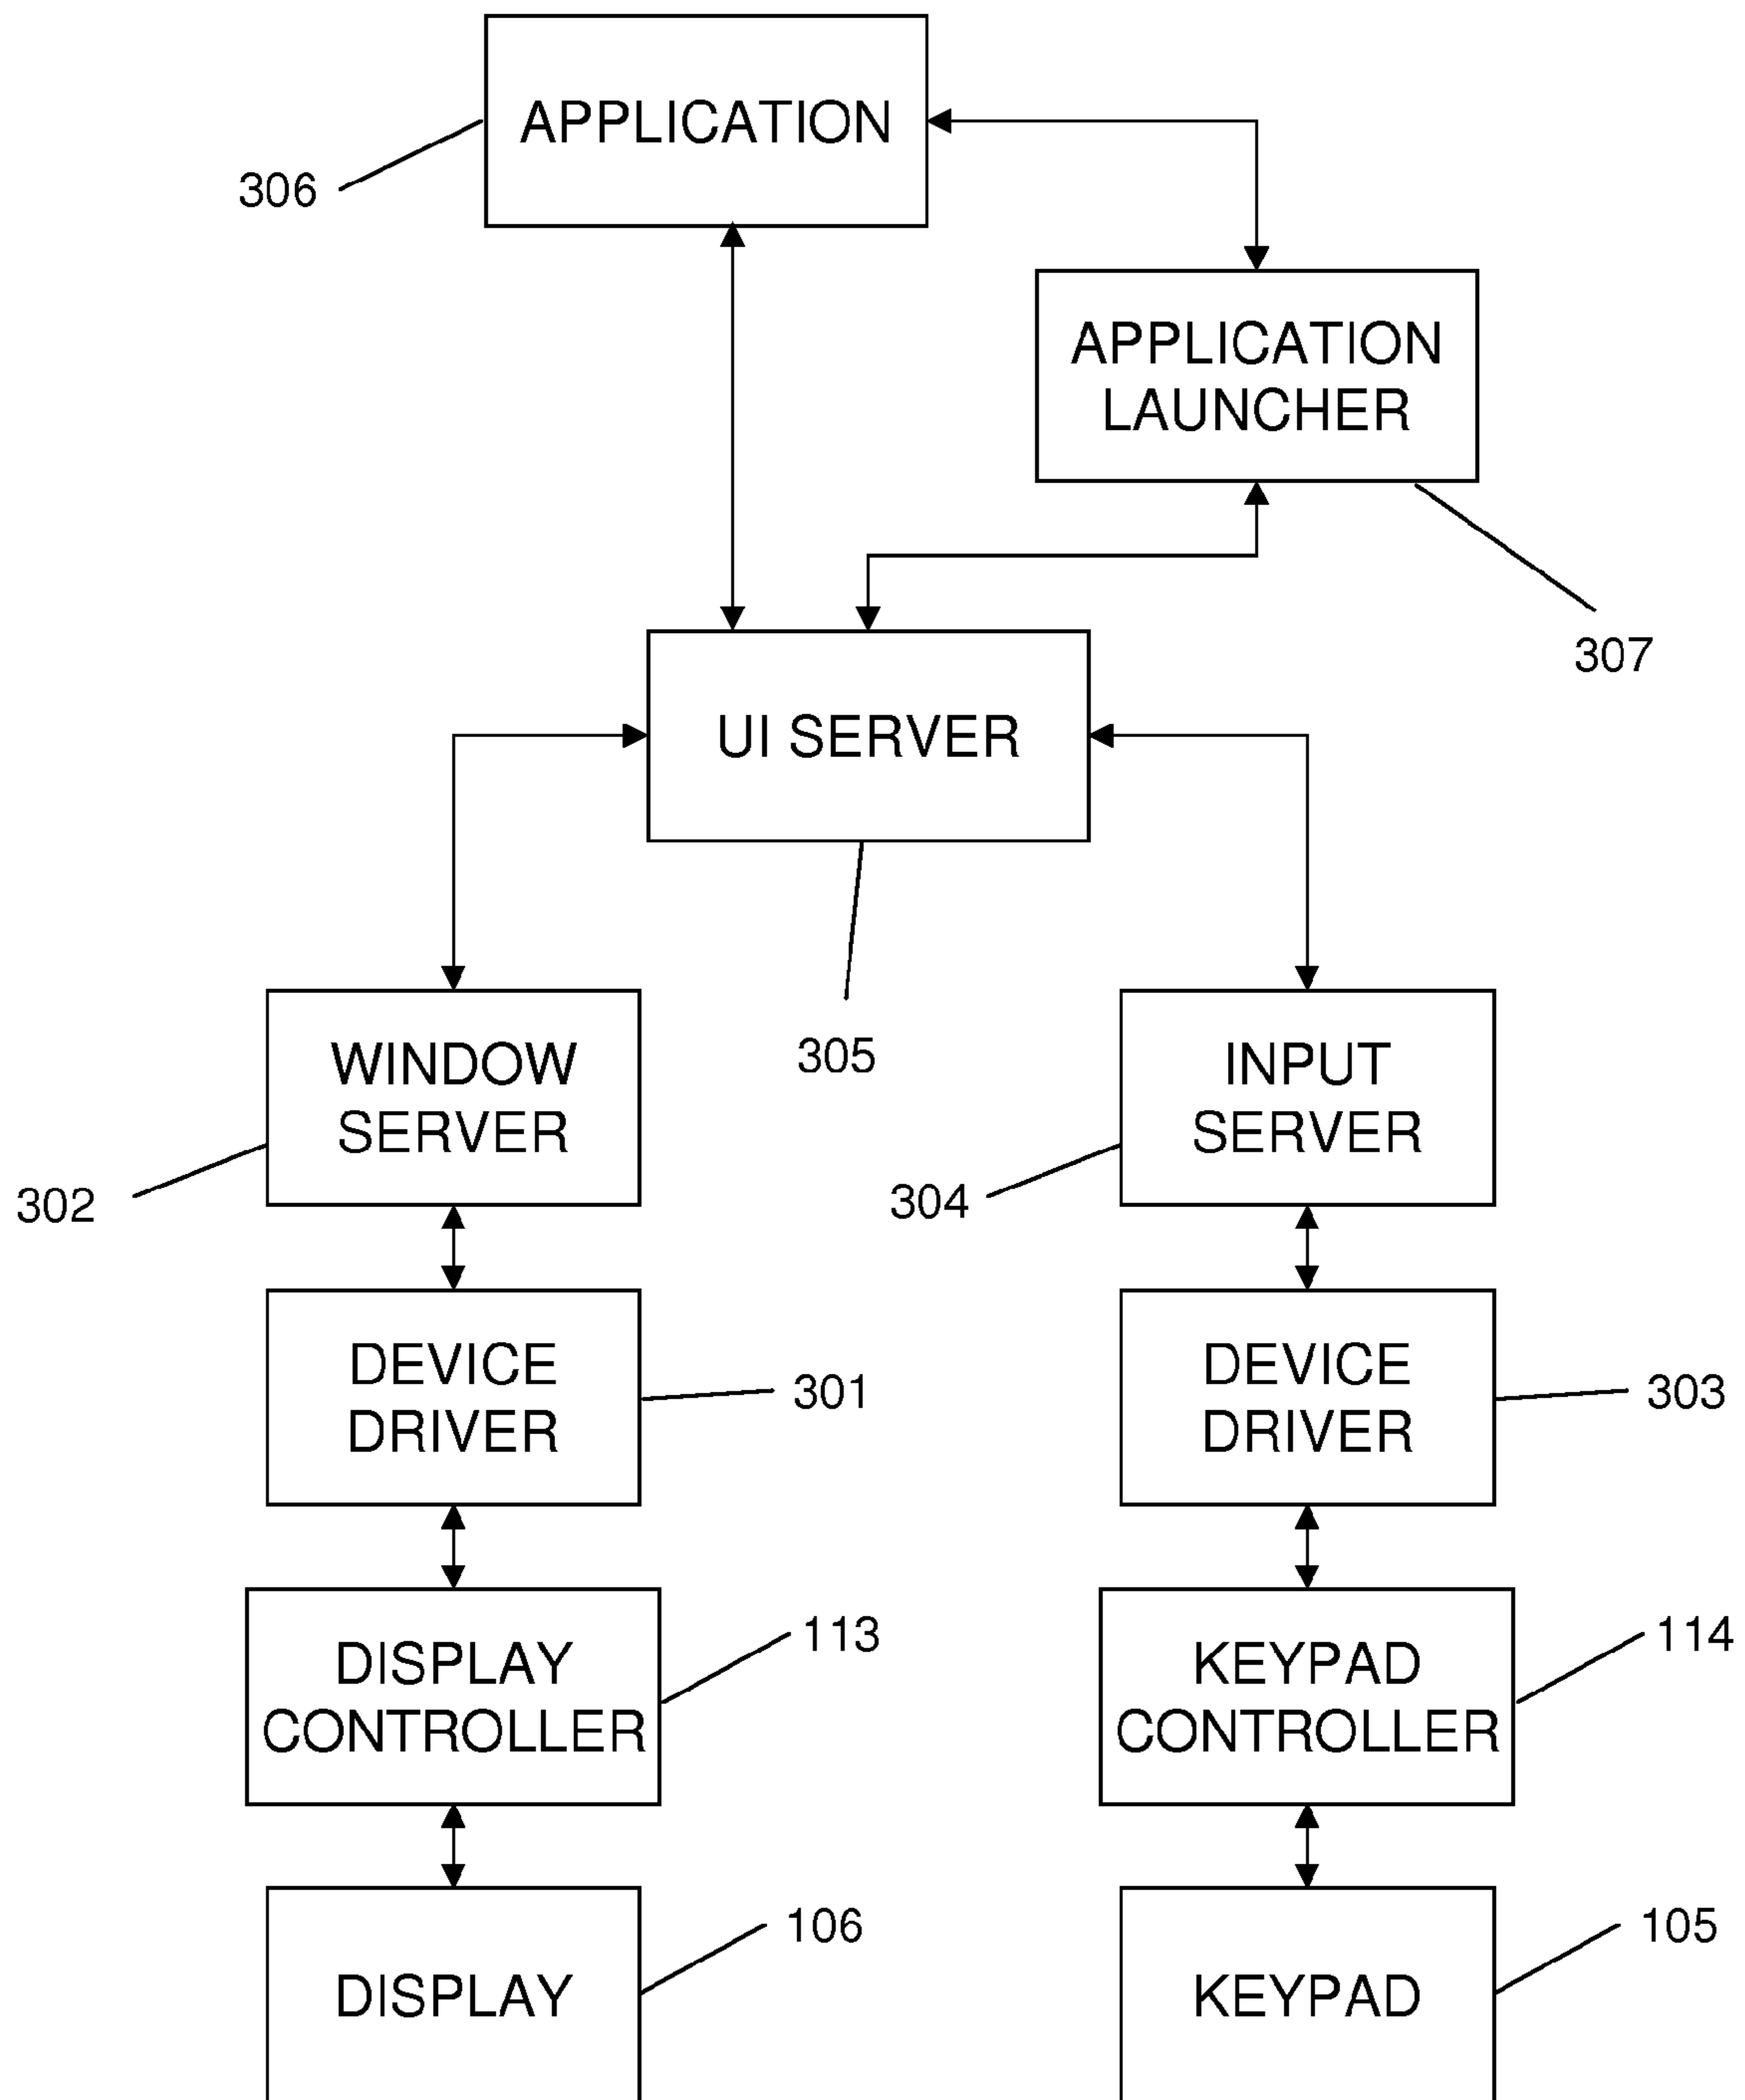 APPLICATION
306
APPLICATION
LAUNCHER
307
UI SERVER
305
WINDOW
SERVER
302
INPUT
SERVER
304
DEVICE
DRIVER
301
DEVICE
DRIVER
303
DISPLAY
CONTROLLER
113
KEYPAD
CONTROLLER
114
DISPLAY
106
KEYPAD
105